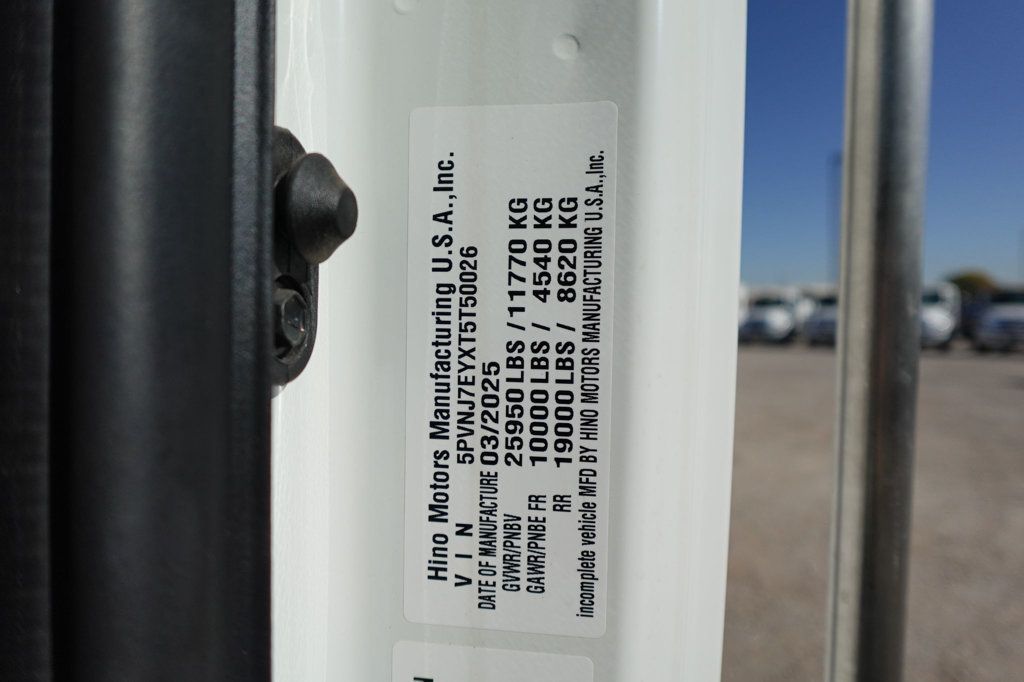 Hino Motors Manufacturing U.S.A.,Inc.
V I N 5PVNJ7EYXT5T50026
DATE OF MANUFACTURE 03/2025
GVWR/PNBV 25950 LBS / 11770 KG
GAWR/PNBE FR 10000 LBS / 4540 KG
RR 19000 LBS / 8620 KG
incomplete vehicle MFD BY HINO MOTORS MANUFACTURING U.S.A.,Inc.